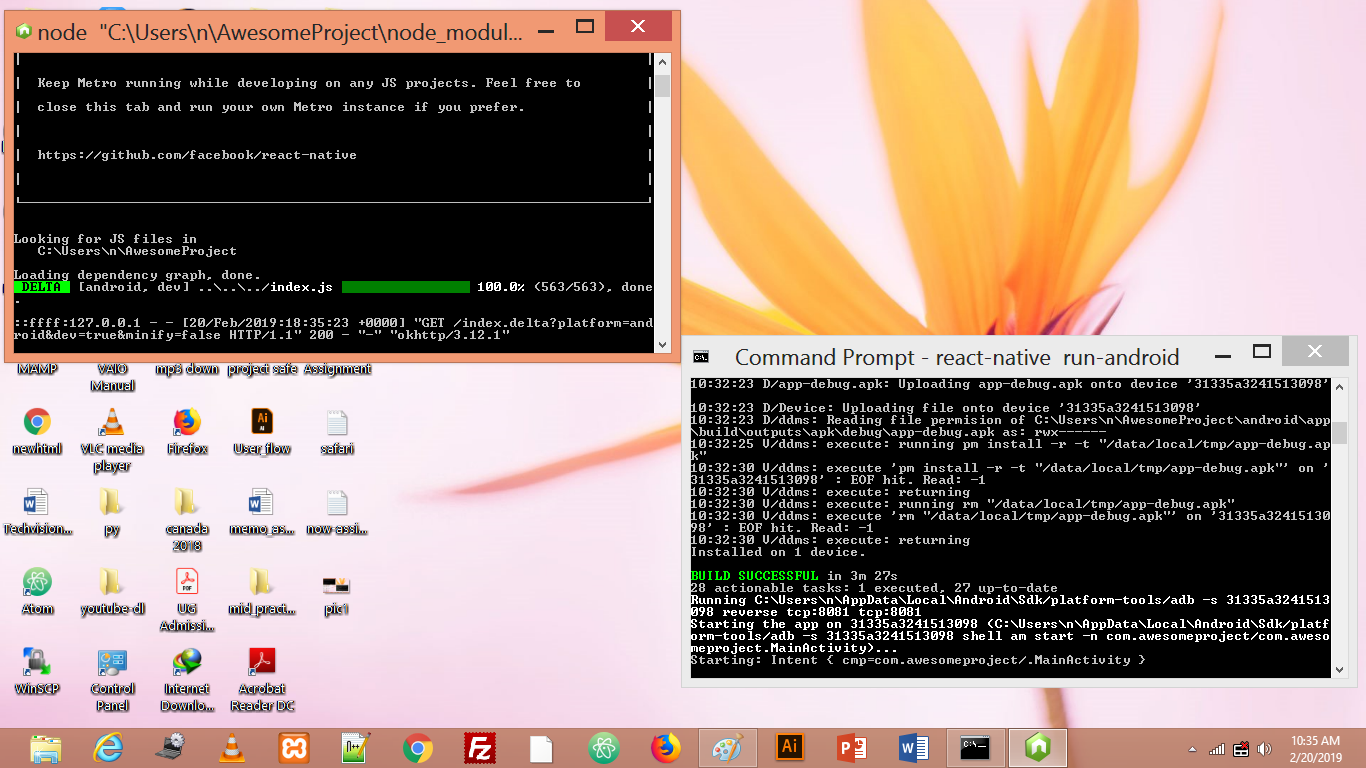 node "C:\Users\n\AwesomeProject\node_modul...
Keep Metro running while developing on any JS projects. Feel free to
close this tab and run your own Metro instance if you prefer.
https://github.com/facebook/react-native
Looking for JS files in
C:\Users\n\AwesomeProject
Loading dependency graph, done.
DELTA [android, dev] ..\..\../index.js 100.0% (563/563), done
.
::ffff:127.0.0.1 - - [20/Feb/2019:18:35:23 +0000] "GET /index.delta?platform=and
roid&dev=true&minify=false HTTP/1.1" 200 - "-" "okhttp/3.12.1"
Command Prompt - react-native run-android
10:32:23 D/app-debug.apk: Uploading app-debug.apk onto device '31335a3241513098'
10:32:23 D/Device: Uploading file onto device '31335a3241513098'
10:32:23 D/ddms: Reading file permision of C:\Users\n\AwesomeProject\android\app
\build\outputs\apk\debug\app-debug.apk as: rwx------
10:32:25 V/ddms: execute: running pm install -r -t "/data/local/tmp/app-debug.ap
k"
10:32:30 V/ddms: execute 'pm install -r -t "/data/local/tmp/app-debug.apk"' on '
31335a3241513098' : EOF hit. Read: -1
10:32:30 V/ddms: execute: returning
10:32:30 V/ddms: execute: running rm "/data/local/tmp/app-debug.apk"
10:32:30 V/ddms: execute 'rm "/data/local/tmp/app-debug.apk"' on '31335a32415130
98' : EOF hit. Read: -1
10:32:30 V/ddms: execute: returning
Installed on 1 device.
BUILD SUCCESSFUL in 3m 27s
28 actionable tasks: 1 executed, 27 up-to-date
Running C:\Users\n\AppData\Local\Android\Sdk/platform-tools/adb -s 31335a3241513
098 reverse tcp:8081 tcp:8081
Starting the app on 31335a3241513098 (C:\Users\n\AppData\Local\Android\Sdk/platf
orm-tools/adb -s 31335a3241513098 shell am start -n com.awesomeproject/com.aweso
meproject.MainActivity)...
Starting: Intent { cmp=com.awesomeproject/.MainActivity }
MAMP
VAIO Manual
mp3 down
project safe
Assignment
newhtml
VLC media player
Firefox
User_flow
safari
Techvision...
py
canada 2018
memo_as...
now-assi...
Atom
youtube-dl
UG Admissi...
mid_pract...
pic1
WinSCP
Control Panel
Internet Downlo...
Acrobat Reader DC
10:35 AM
2/20/2019